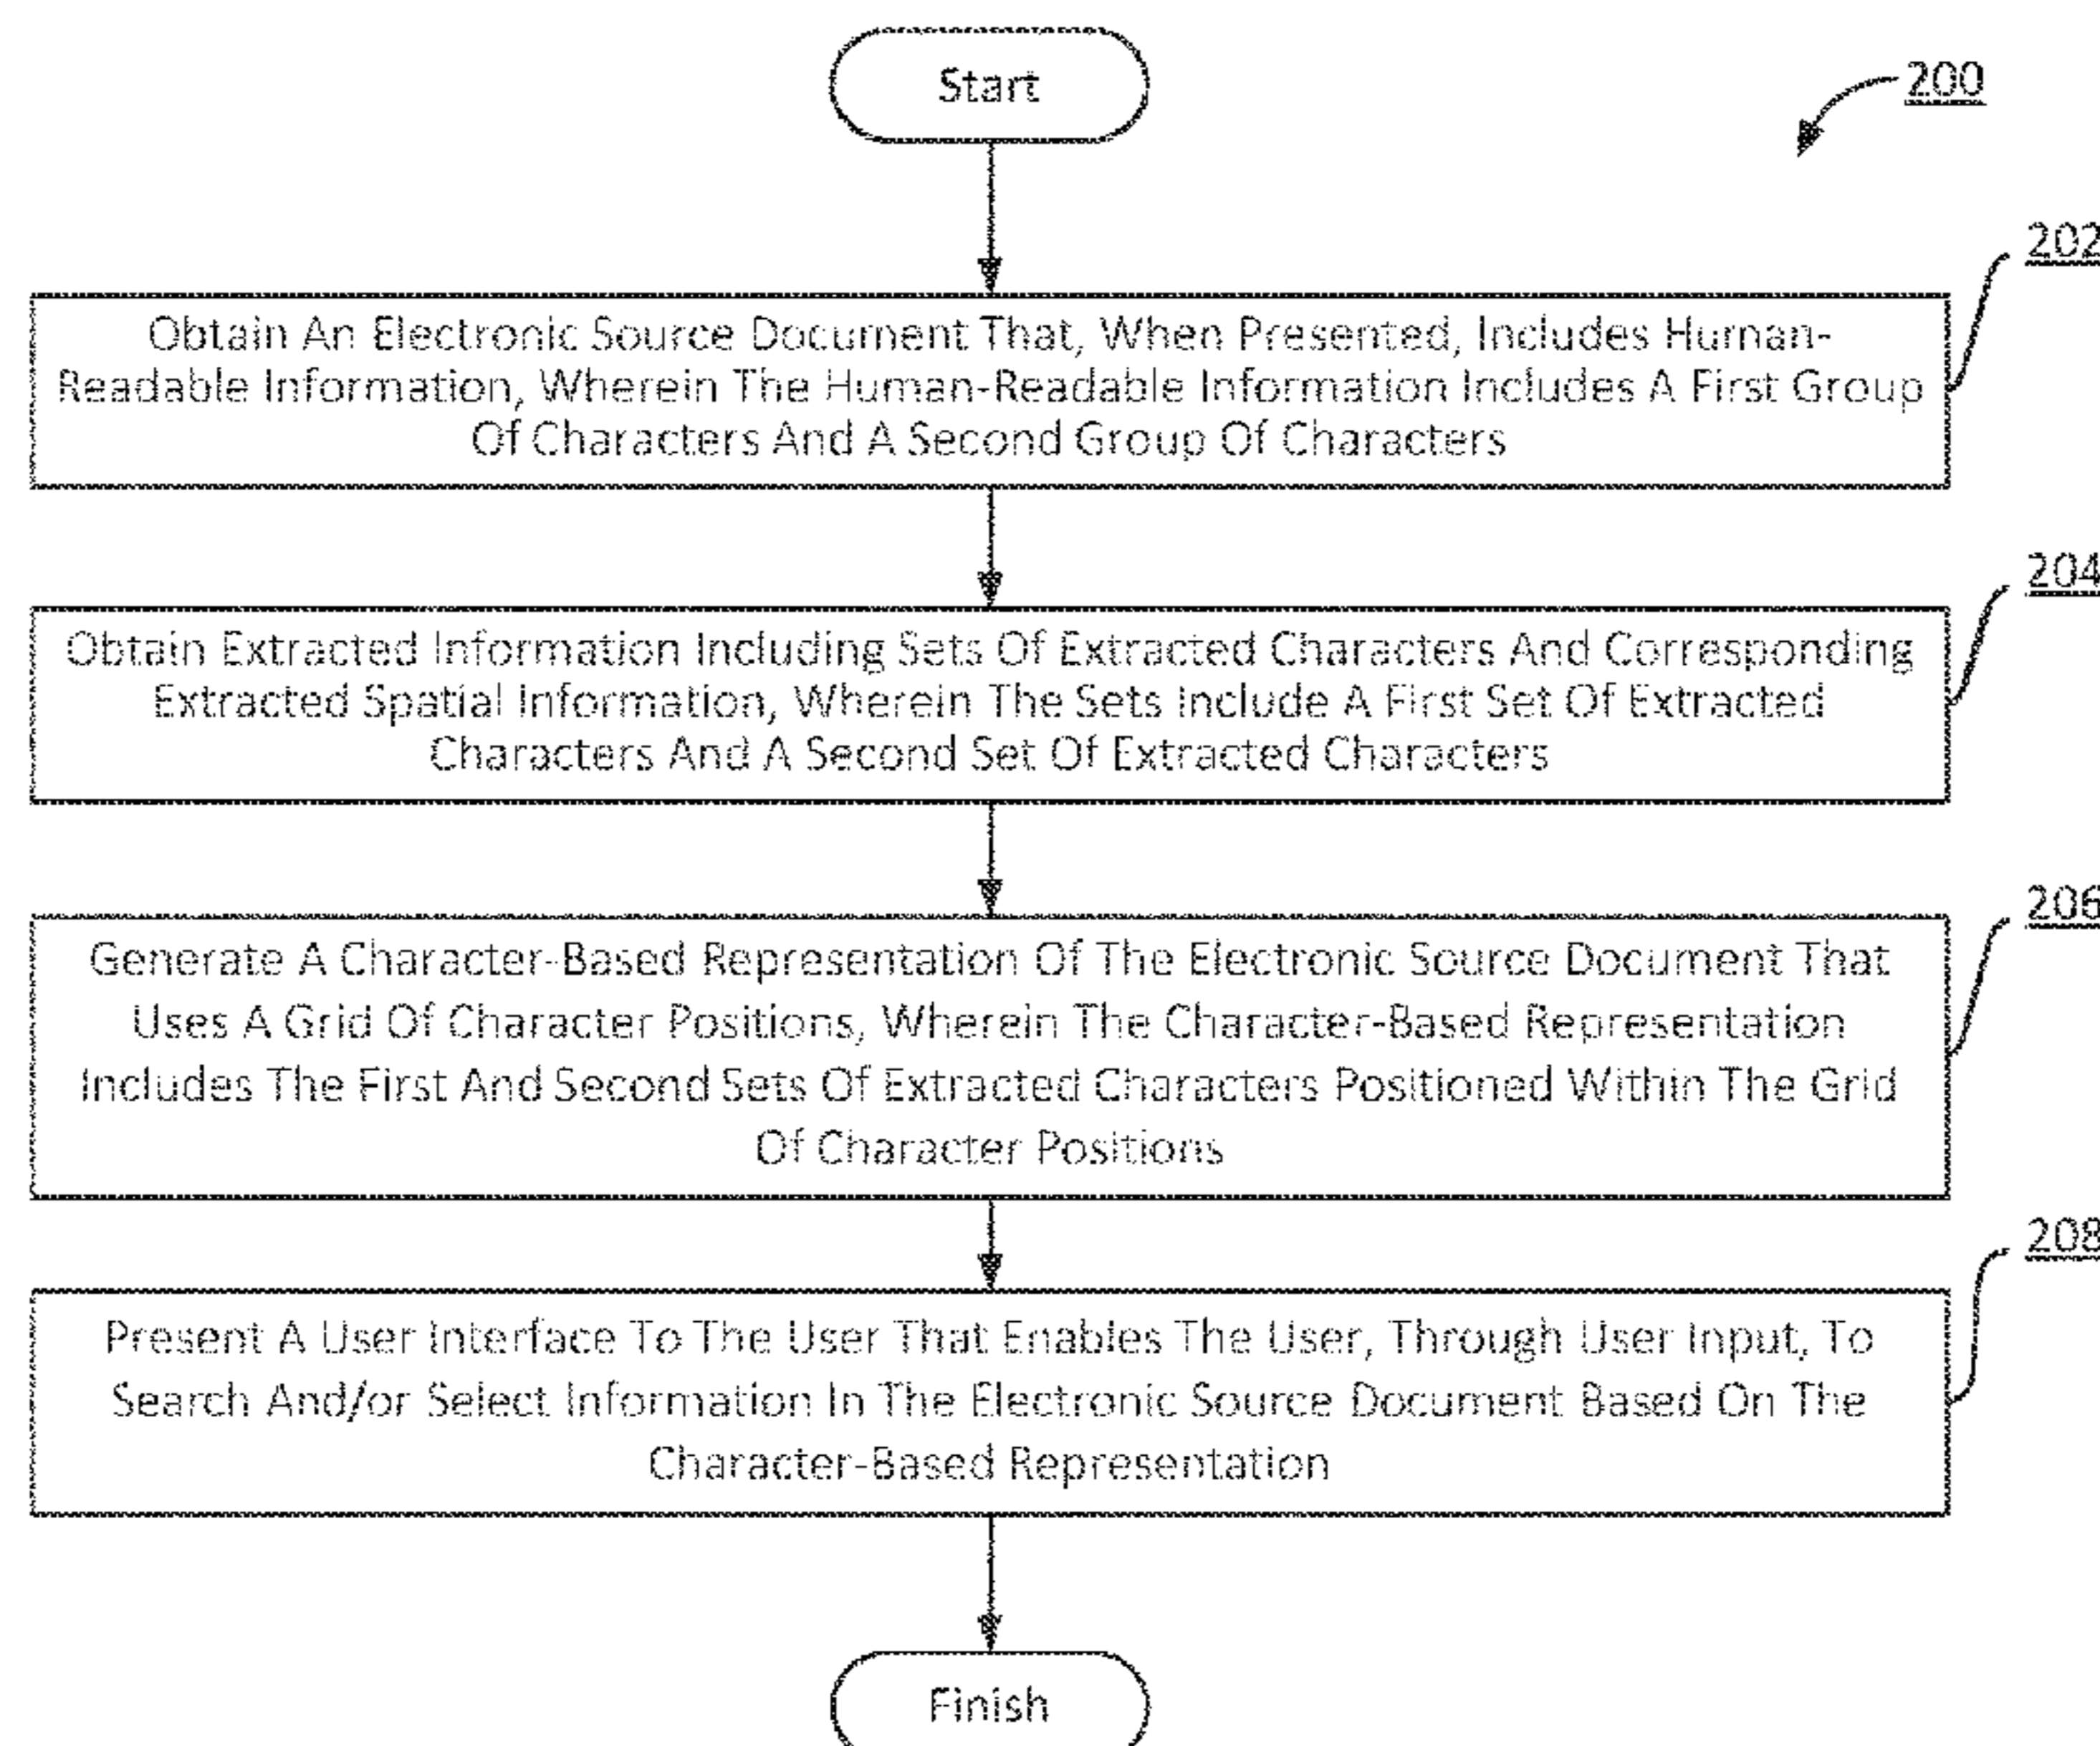 Start
200
202
Obtain An Electronic Source Document That, When Presented, Includes Human-
Readable Information, Wherein The Human-Readable Information Includes A First Group
Of Characters And A Second Group Of Characters
204
Obtain Extracted Information Including Sets Of Extracted Characters And Corresponding
Extracted Spatial Information, Wherein The Sets Include A First Set Of Extracted
Characters And A Second Set Of Extracted Characters
206
Generate A Character-Based Representation Of The Electronic Source Document That
Uses A Grid Of Character Positions, Wherein The Character-Based Representation
Includes The First And Second Sets Of Extracted Characters Positioned Within The Grid
Of Character Positions
208
Present A User Interface To The User That Enables The User, Through User Input, To
Search And/or Select Information In The Electronic Source Document Based On The
Character-Based Representation
Finish